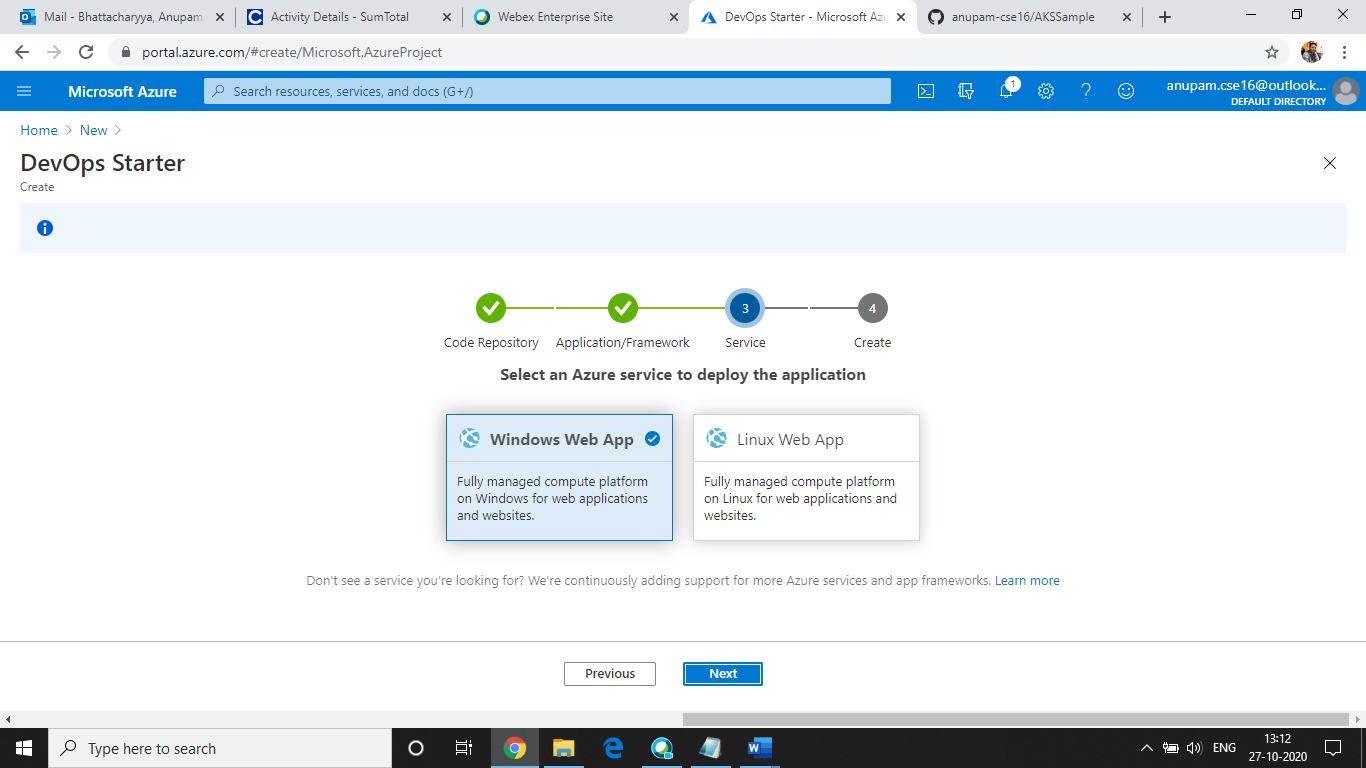 Mail - Bhattacharyya, Anupam
Activity Details - SumTotal
Webex Enterprise Site
DevOps Starter - Microsoft Azu
anupam-cse16/AKSSample
portal.azure.com/#create/Microsoft.AzureProject
Microsoft Azure
Search resources, services, and docs (G+/)
1
anupam.cse16@outlook...
DEFAULT DIRECTORY
Home
New
DevOps Starter
Create
3
4
Code Repository
Application/Framework
Service
Create
Select an Azure service to deploy the application
Windows Web App
Fully managed compute platform
on Windows for web applications
and websites.
Linux Web App
Fully managed compute platform
on Linux for web applications and
websites.
Don't see a service you're looking for? We're continuously adding support for more Azure services and app frameworks. Learn more
Previous
Next
Type here to search
ENG
13:12
27-10-2020